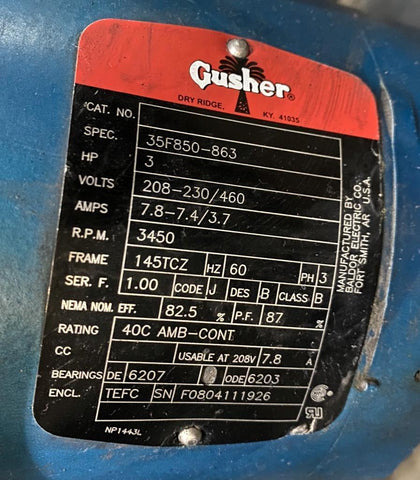 Gusher®
DRY RIDGE, KY. 41035
CAT. NO.
SPEC. 35F850-863
HP 3
VOLTS 208-230/460
AMPS 7.8-7.4/3.7
R.P.M. 3450
FRAME 145TCZ HZ 60 PH 3
SER. F. 1.00 CODE J DES B CLASS B
NEMA NOM. EFF. 82.5 % P.F. 87 %
RATING 40C AMB-CONT
CC USABLE AT 208V 7.8 A
BEARINGS DE 6207 ODE 6203
ENCL. TEFC SN F0804111926
NP1443L
MANUFACTURED BY
BALDOR ELECTRIC CO.
FORT SMITH, AR U.S.A.